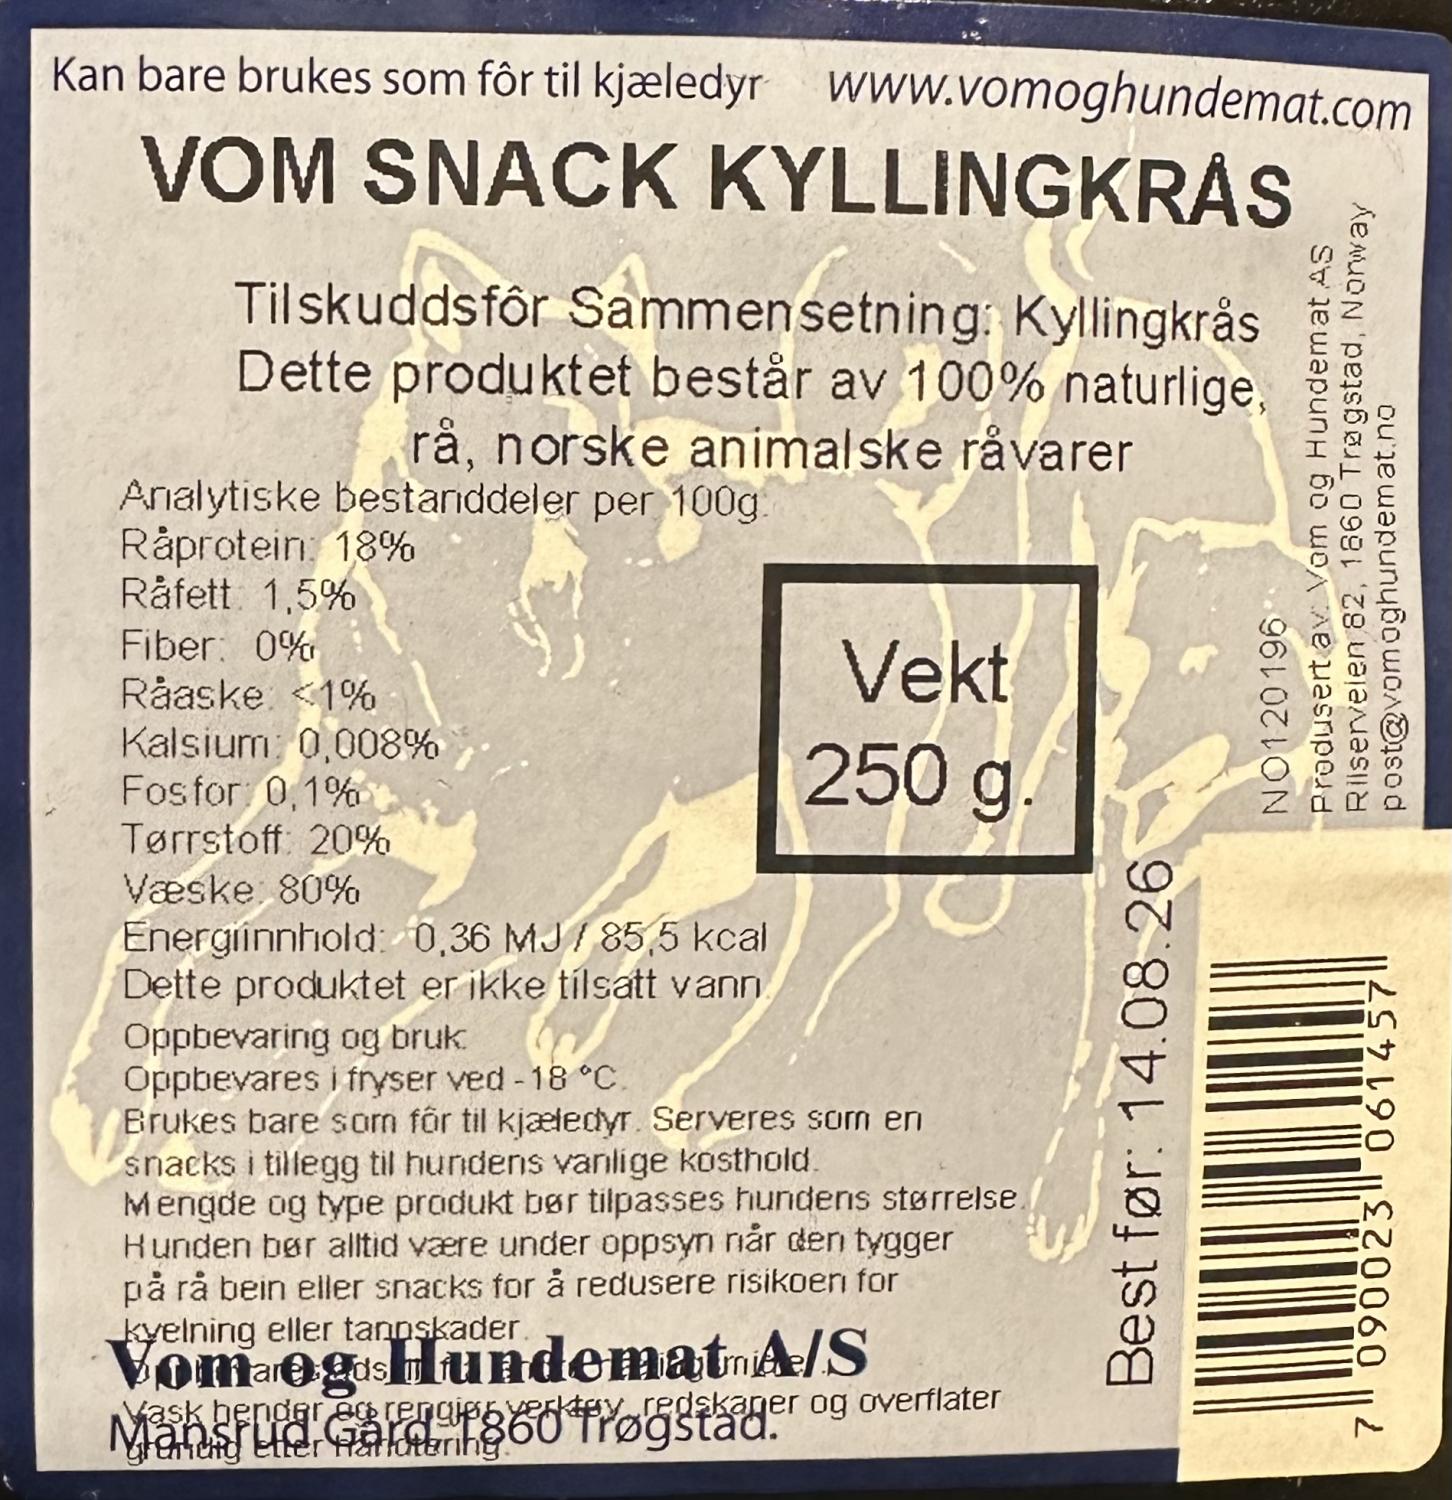 Kan bare brukes som fôr til kjæledyr
www.vomoghundemat.com
VOM SNACK KYLLINGKRÅS
Tilskuddsfôr Sammensetning: Kyllingkrås
Dette produktet består av 100% naturlige,
rå, norske animalske råvarer
Analytiske bestanddeler per 100g:
Råprotein: 18%
Råfett: 1,5%
Fiber: 0%
Råaske: <1%
Kalsium: 0,008%
Fosfor: 0,1%
Tørrstoff: 20%
Væske: 80%
Energiinnhold: 0,36 MJ / 85,5 kcal
Dette produktet er ikke tilsatt vann.
Oppbevaring og bruk:
Oppbevares i fryser ved -18 °C.
Brukes bare som fôr til kjæledyr. Serveres som en
snacks i tillegg til hundens vanlige kosthold.
Mengde og type produkt bør tilpasses hundens størrelse.
Hunden bør alltid være under oppsyn når den tygger
på rå bein eller snacks for å redusere risikoen for
kvelning eller tannskader.
Vom og Hundemat A/S
Vask hender og rengjør verktøy, redskaper og overflater
Mansrud Gård, 1860 Trøgstad.
grundig etter håndtering.
Vekt
250 g.
NO120196
Produsert av: Vom og Hundemat AS
Riiserveien 82, 1860 Trøgstad, Norway
post@vomoghundemat.no
Best før: 14.08.26
7 090023 061457